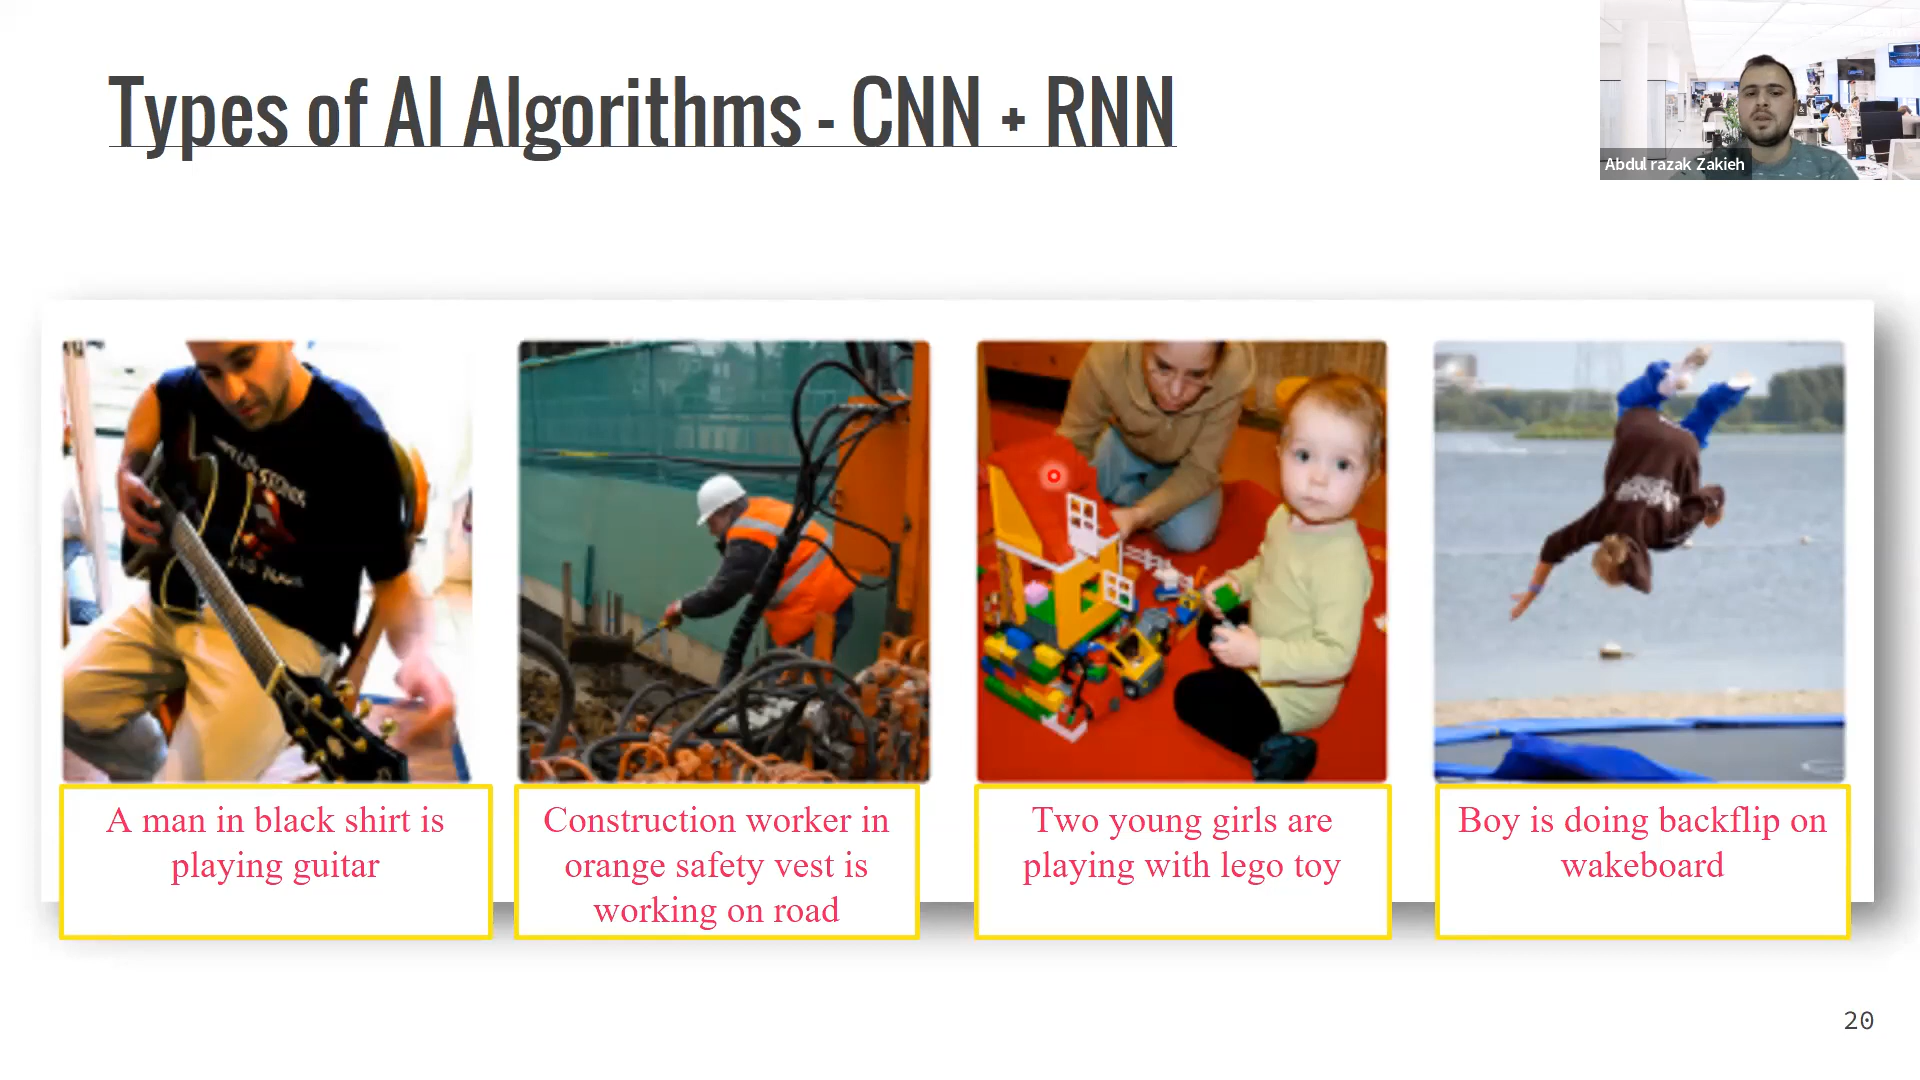 Types of AI Algorithms - CNN + RNN
Abdul razak Zakieh
A man in black shirt is
playing guitar
Construction worker in
orange safety vest is
working on road
Two young girls are
playing with lego toy
Boy is doing backflip on
wakeboard
20